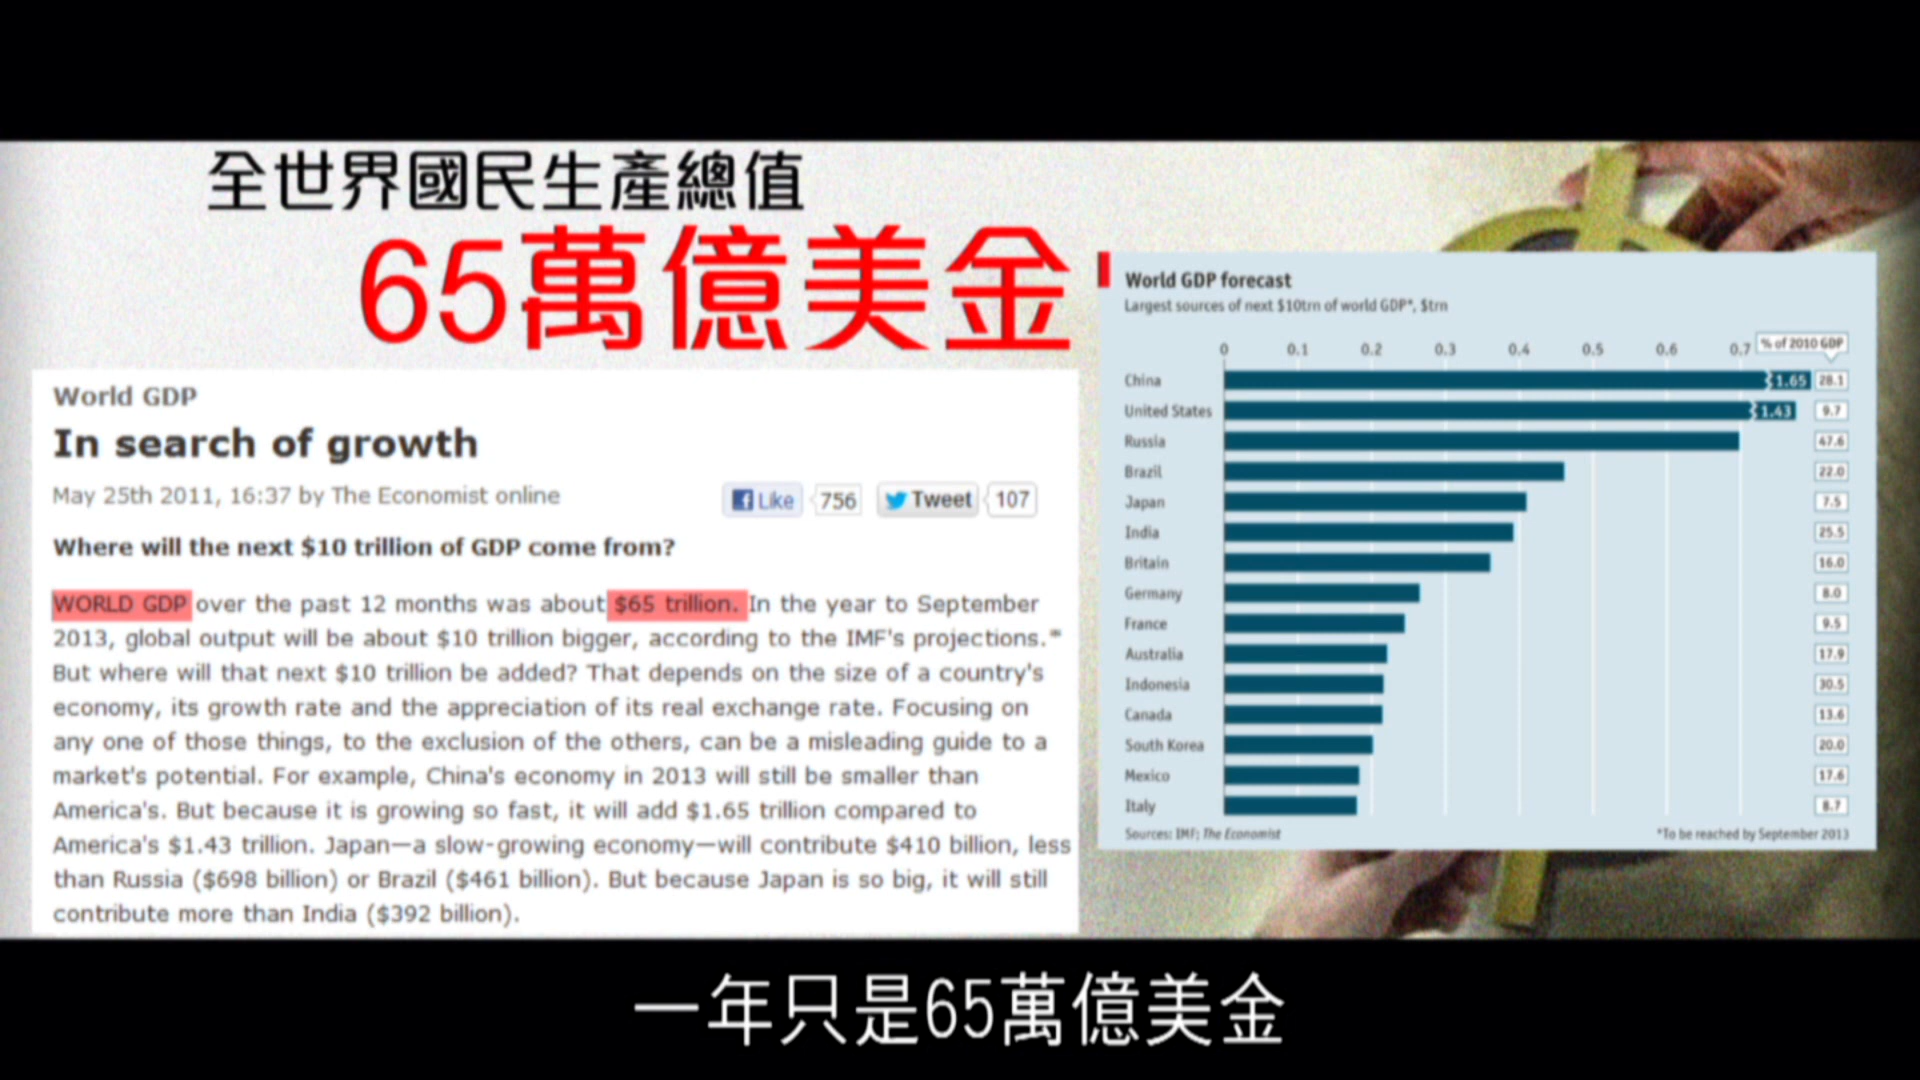 全世界國民生產總值
65萬億美金
World GDP
In search of growth
May 25th 2011, 16:37 by The Economist online
Like 756 Tweet 107
Where will the next $10 trillion of GDP come from?
WORLD GDP over the past 12 months was about $65 trillion. In the year to September
2013, global output will be about $10 trillion bigger, according to the IMF's projections.*
But where will that next $10 trillion be added? That depends on the size of a country's
economy, its growth rate and the appreciation of its real exchange rate. Focusing on
any one of those things, to the exclusion of the others, can be a misleading guide to a
market's potential. For example, China's economy in 2013 will still be smaller than
America's. But because it is growing so fast, it will add $1.65 trillion compared to
America's $1.43 trillion. Japan—a slow-growing economy—will contribute $410 billion, less
than Russia ($698 billion) or Brazil ($461 billion). But because Japan is so big, it will still
contribute more than India ($392 billion).
World GDP forecast
Largest sources of next $10trn of world GDP*, $trn
0 0.1 0.2 0.3 0.4 0.5 0.6 0.7 % of 2010 GDP
China 1.65 28.1
United States 1.43 9.7
Russia 47.6
Brazil 22.0
Japan 7.5
India 25.5
Britain 16.0
Germany 8.0
France 9.5
Australia 17.9
Indonesia 30.5
Canada 13.6
South Korea 20.0
Mexico 17.6
Italy 8.7
Sources: IMF; The Economist *To be reached by September 2013
一年只是65萬億美金